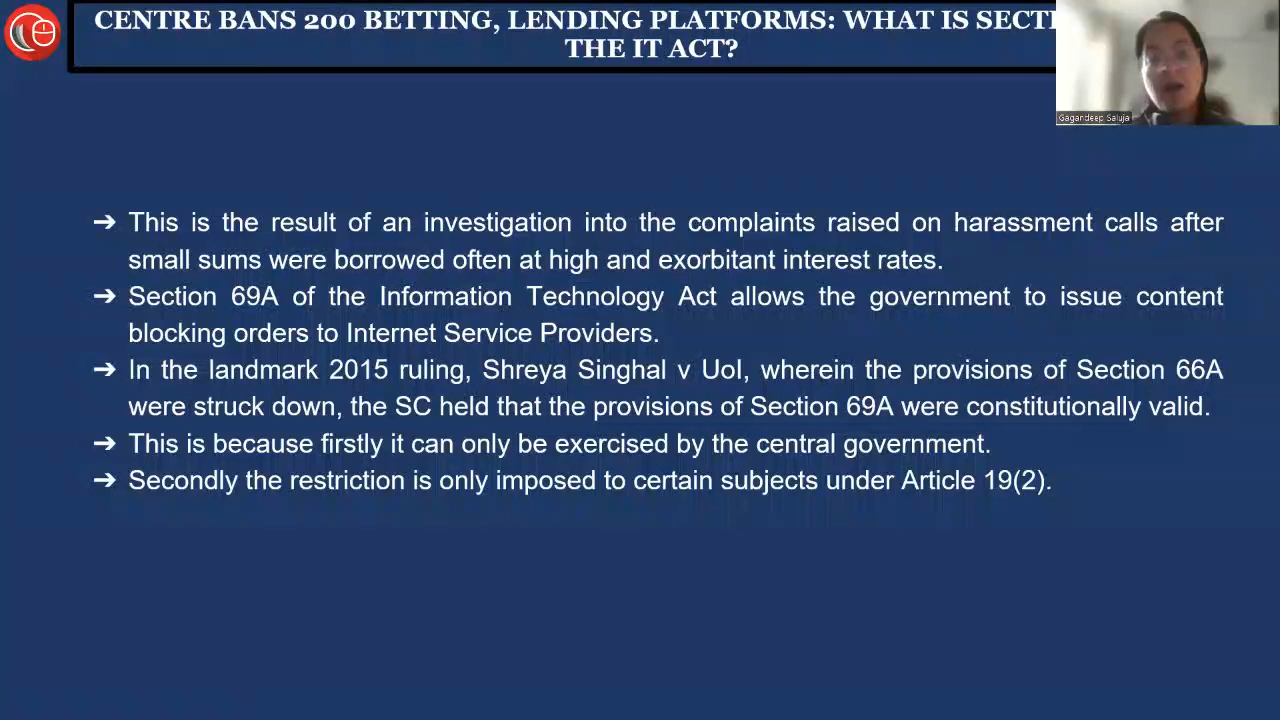 CENTRE BANS 200 BETTING, LENDING PLATFORMS: WHAT IS SECTI
THE IT ACT?
Gagandeep Saluja
➔ This is the result of an investigation into the complaints raised on harassment calls after
small sums were borrowed often at high and exorbitant interest rates.
➔ Section 69A of the Information Technology Act allows the government to issue content
blocking orders to Internet Service Providers.
➔ In the landmark 2015 ruling, Shreya Singhal v UoI, wherein the provisions of Section 66A
were struck down, the SC held that the provisions of Section 69A were constitutionally valid.
➔ This is because firstly it can only be exercised by the central government.
➔ Secondly the restriction is only imposed to certain subjects under Article 19(2).